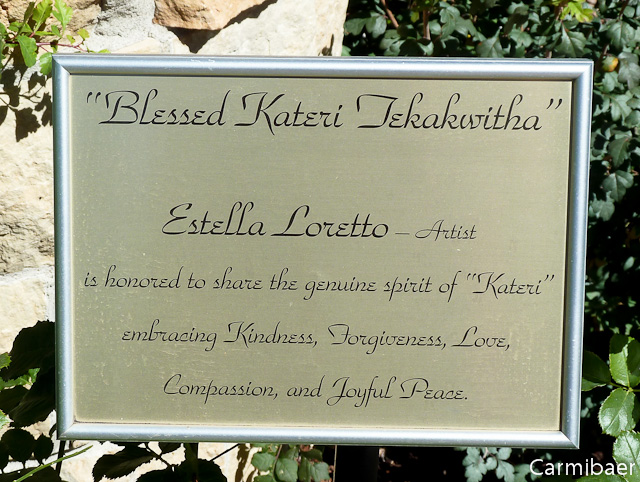 "Blessed Kateri Tekakwitha"
Estella Loretto – Artist
is honored to share the genuine spirit of "Kateri"
embracing Kindness, Forgiveness, Love,
Compassion, and Joyful Peace.
Carmibaer